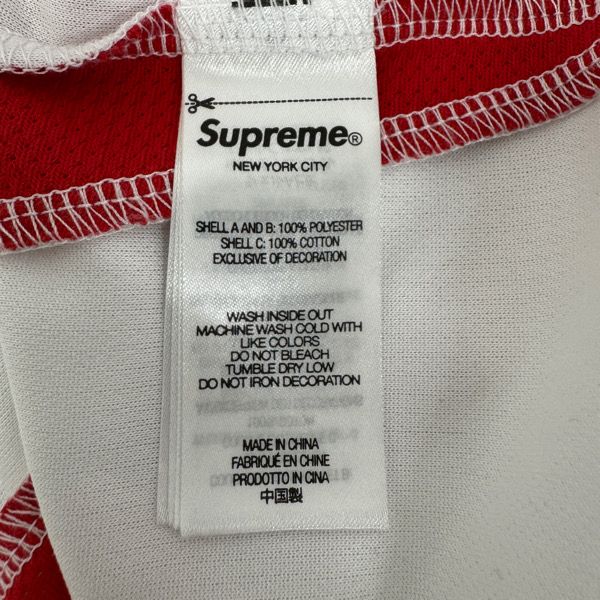 Supreme®
NEW YORK CITY
SHELL A AND B: 100% POLYESTER
SHELL C: 100% COTTON
EXCLUSIVE OF DECORATION
WASH INSIDE OUT
MACHINE WASH COLD WITH
LIKE COLORS
DO NOT BLEACH
TUMBLE DRY LOW
DO NOT IRON DECORATION
MADE IN CHINA
FABRIQUÉ EN CHINE
PRODOTTO IN CINA
中国製